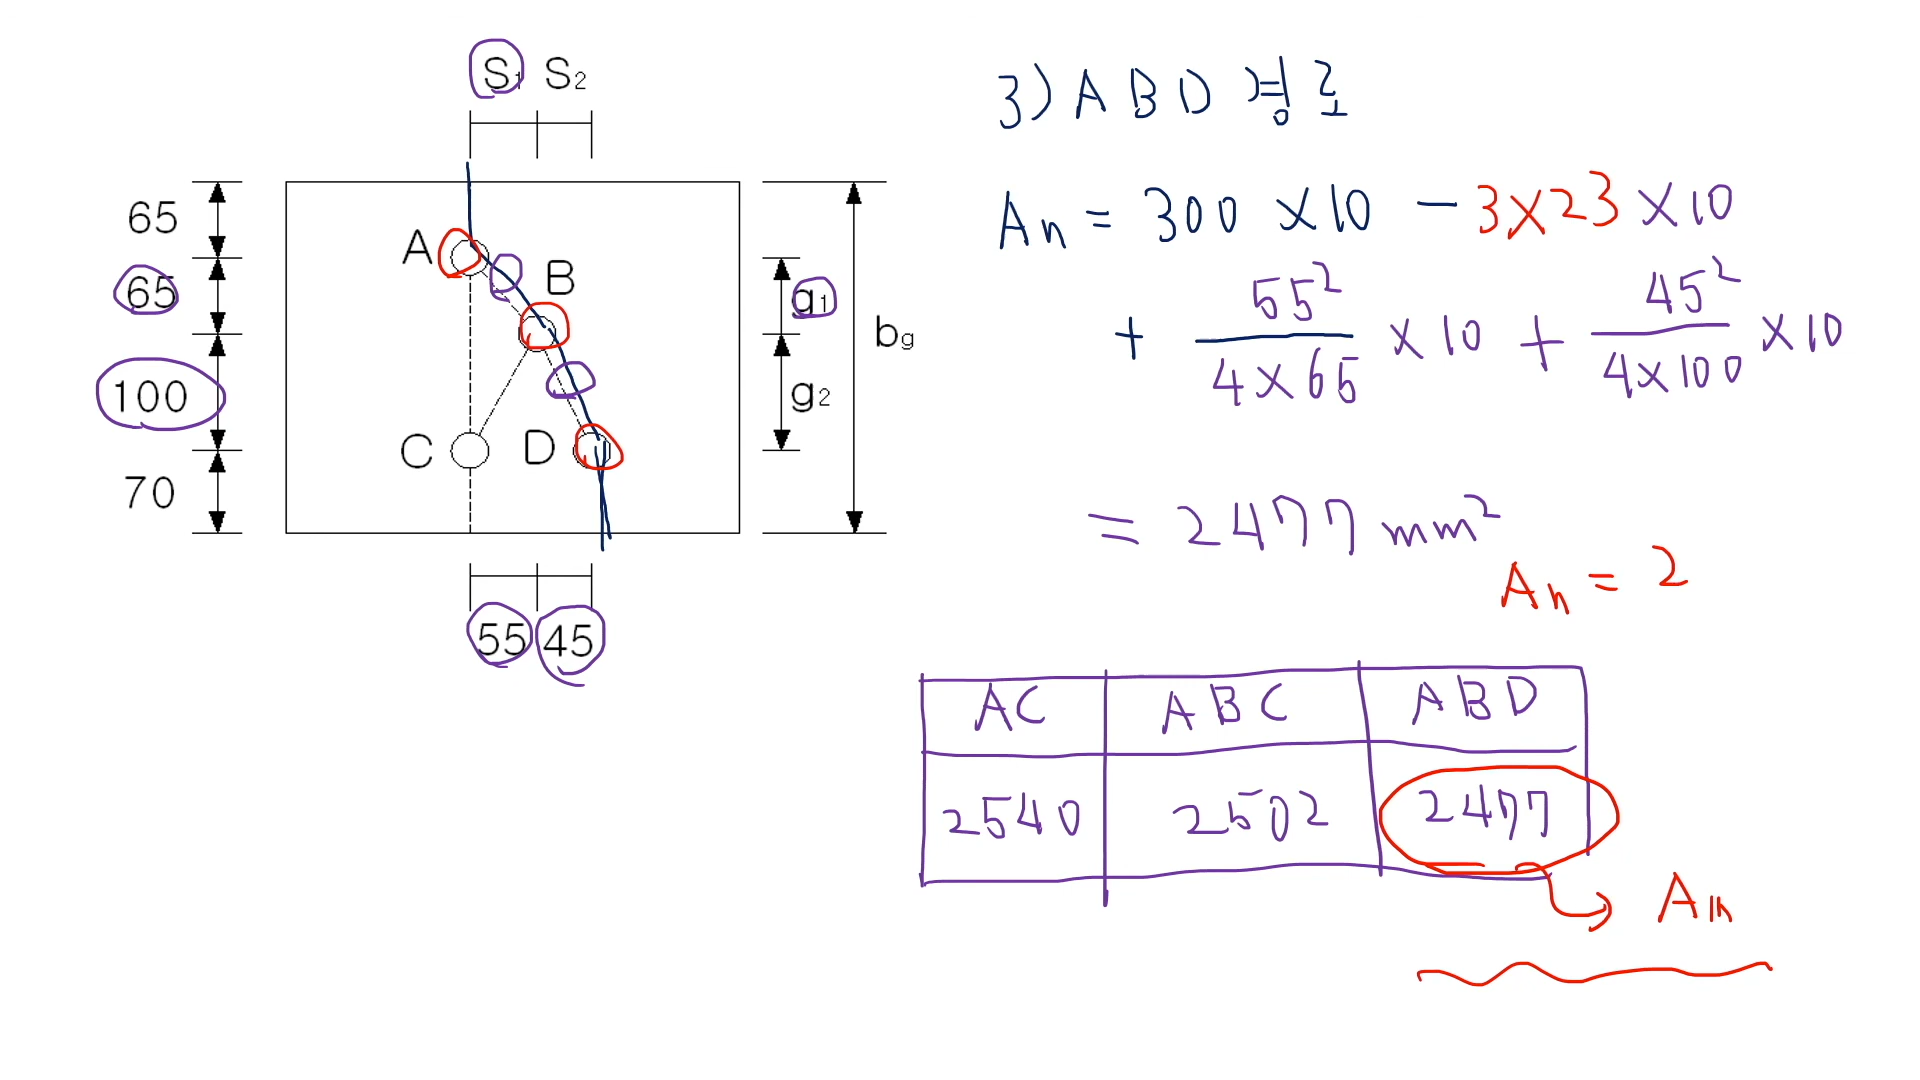 S₁ S₂
65
65
100
70
A
B
C
D
g₁
g₂
b_g
55 45
3) A B D 경로
An = 300 × 10 - 3×23 × 10
+ 55²/(4×65) × 10 + 45²/(4×100) × 10
= 2477 mm²
An = 2
AC ABC ABD
2540 2502 2477
An